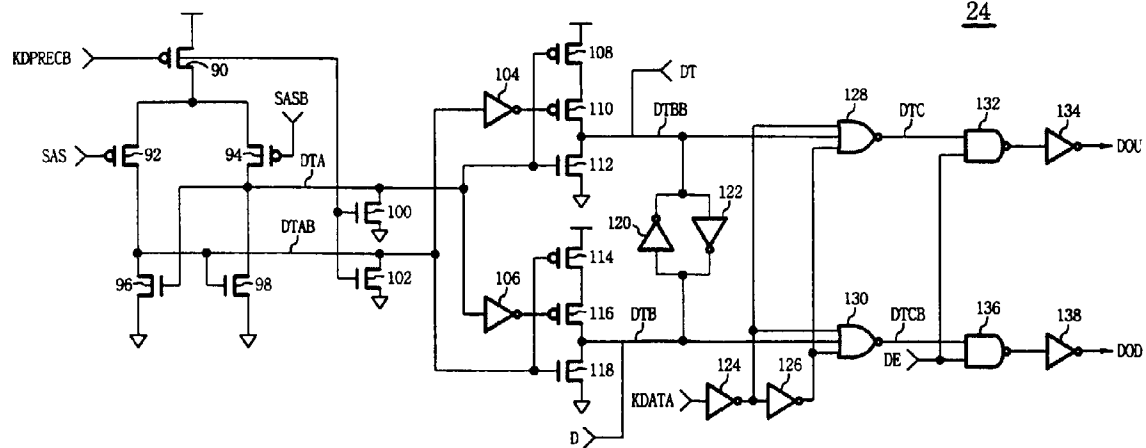 24
KDPRECB
90
SAS
92
94
SASB
DTA
DTAB
96
98
100
102
104
106
108
110
112
114
116
118
DT
DTBB
120
122
DTB
D
KDATA
124
126
128
130
DTC
DTCB
DE
132
134
DOU
136
138
DOD